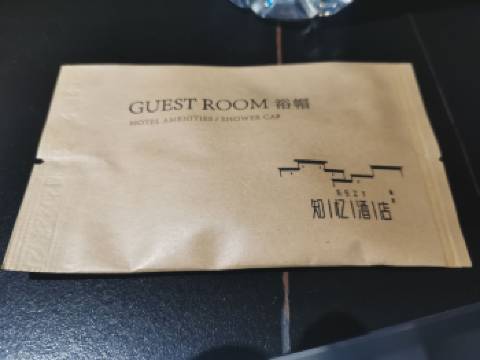 GUEST ROOM 浴帽
HOTEL AMENITIES / SHOWER CAP
知忆酒店